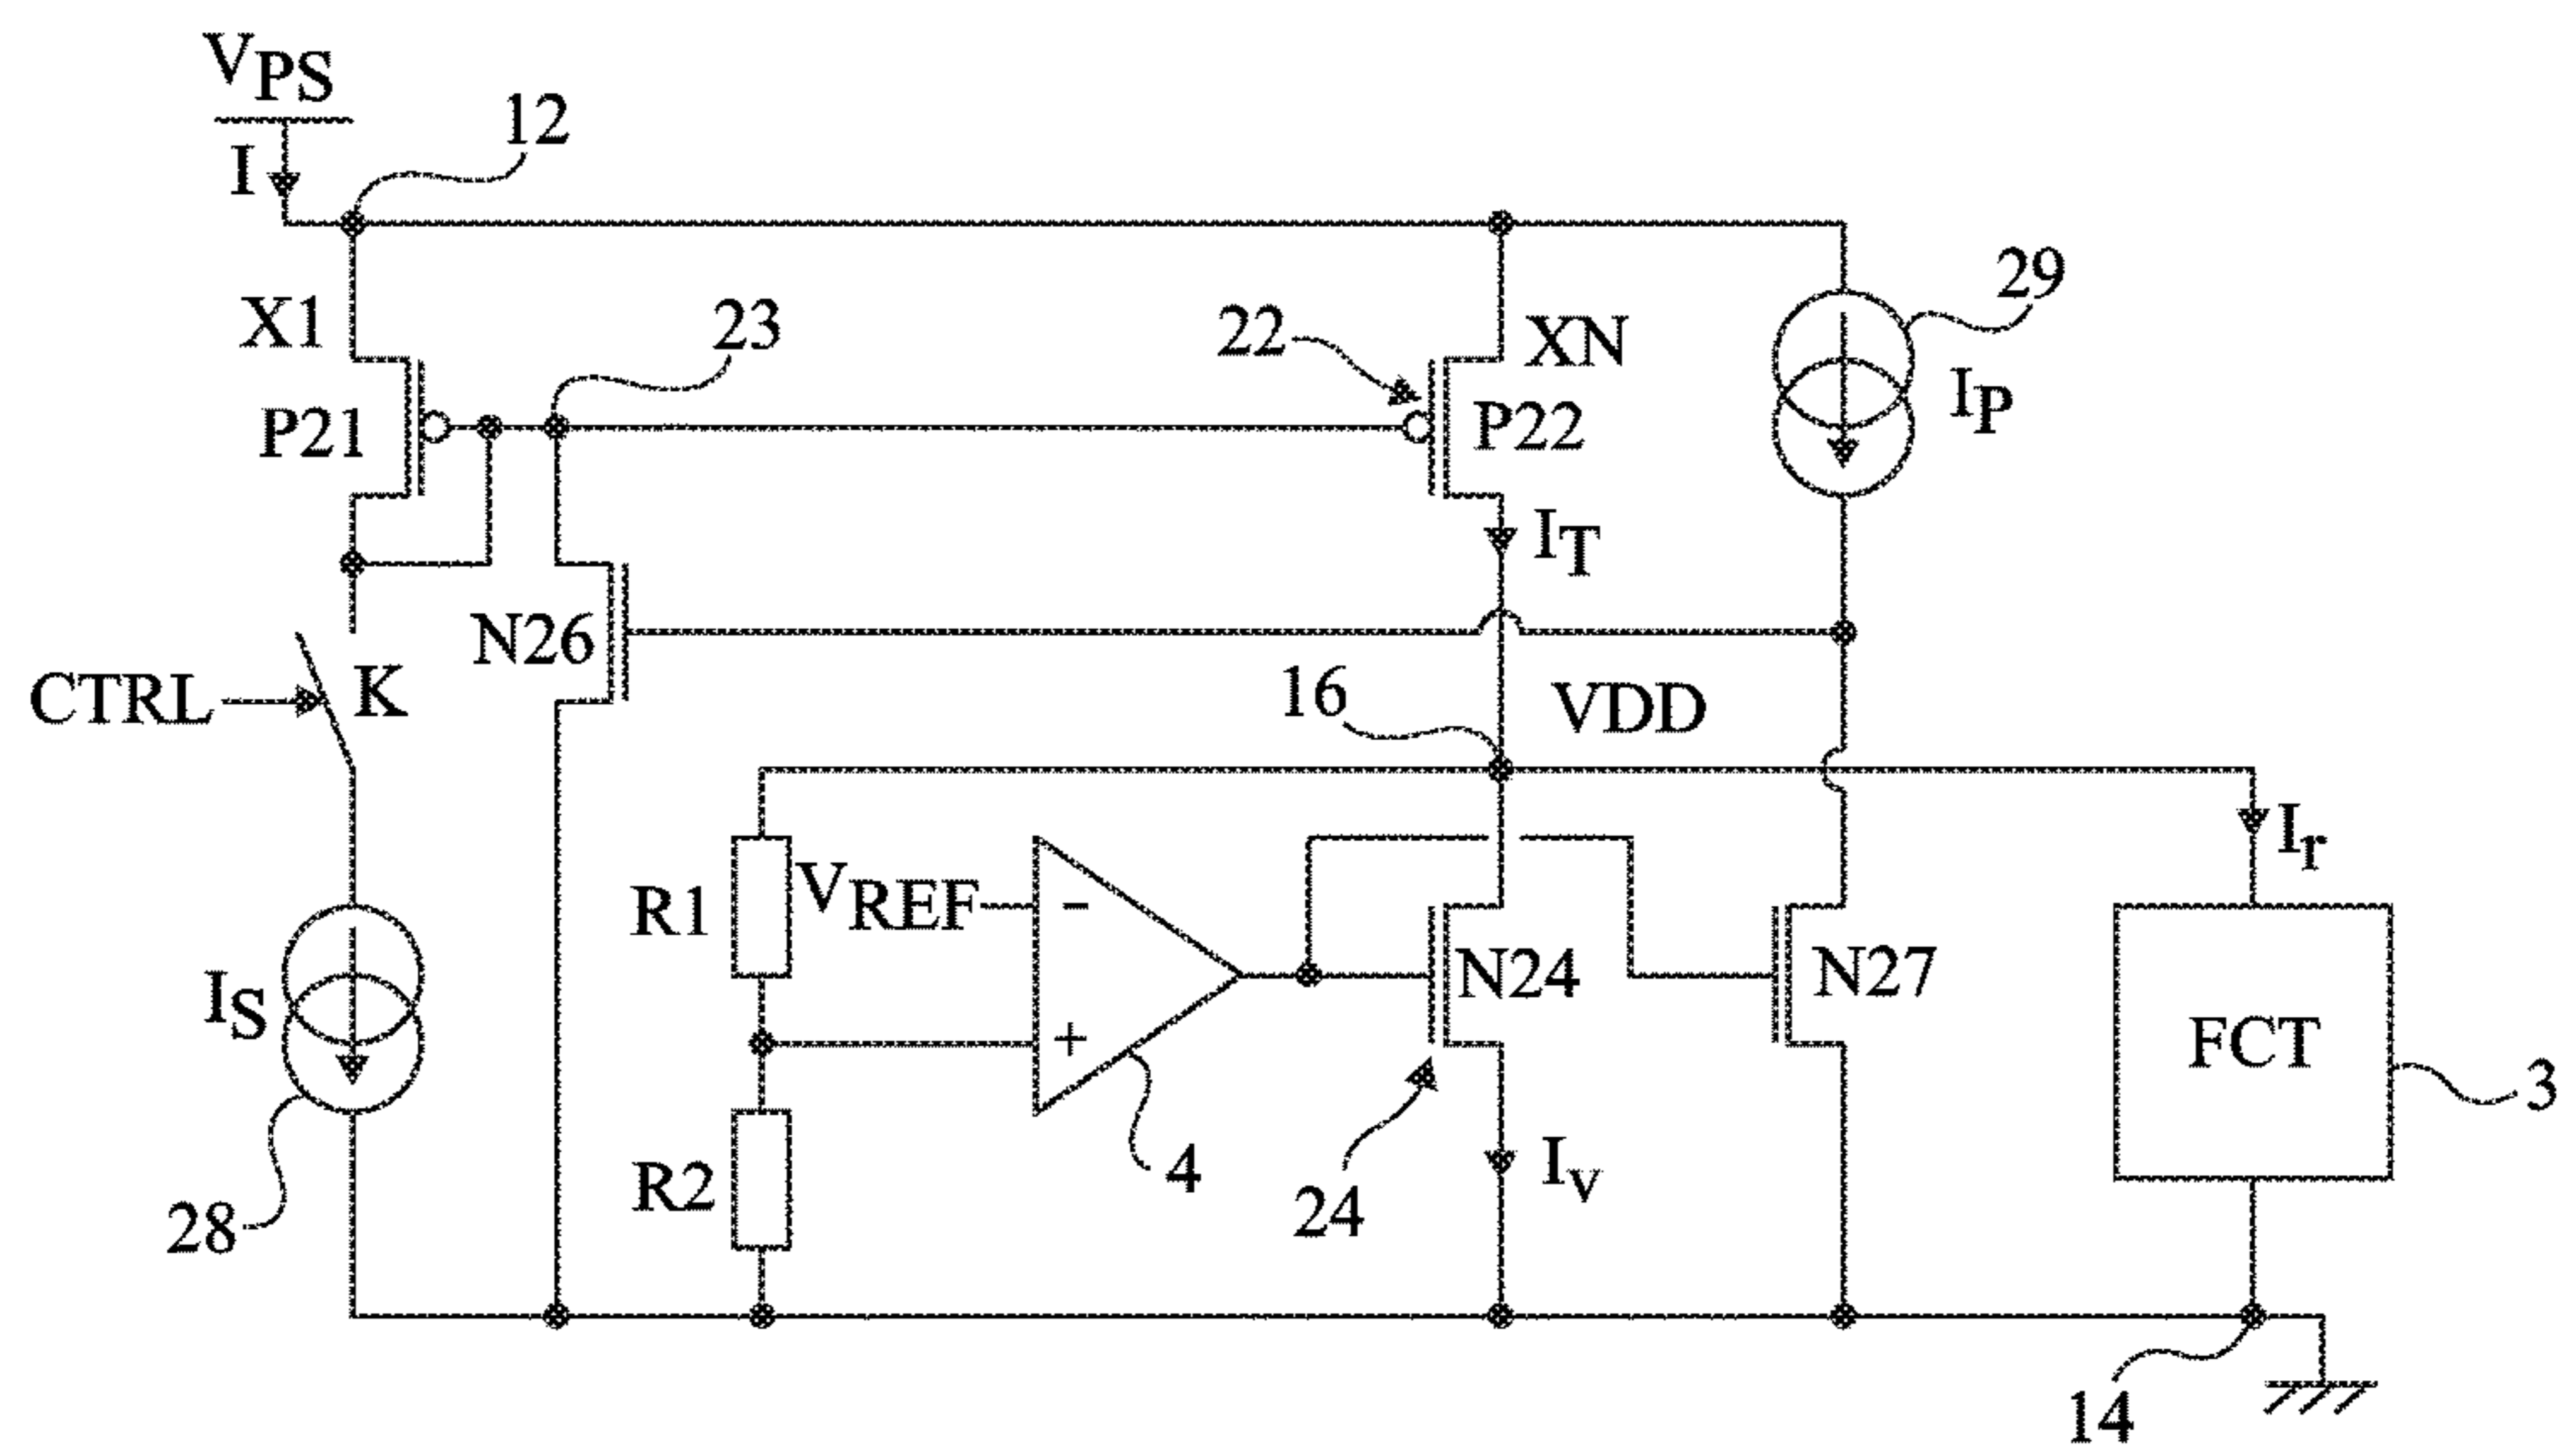 VPS
12
I
X1
23
22
XN
29
P21
P22
IP
IT
N26
CTRL
K
16
VDD
R1
VREF
-
Ir
N24
N27
IS
+
FCT
3
28
R2
4
24
Iv
14